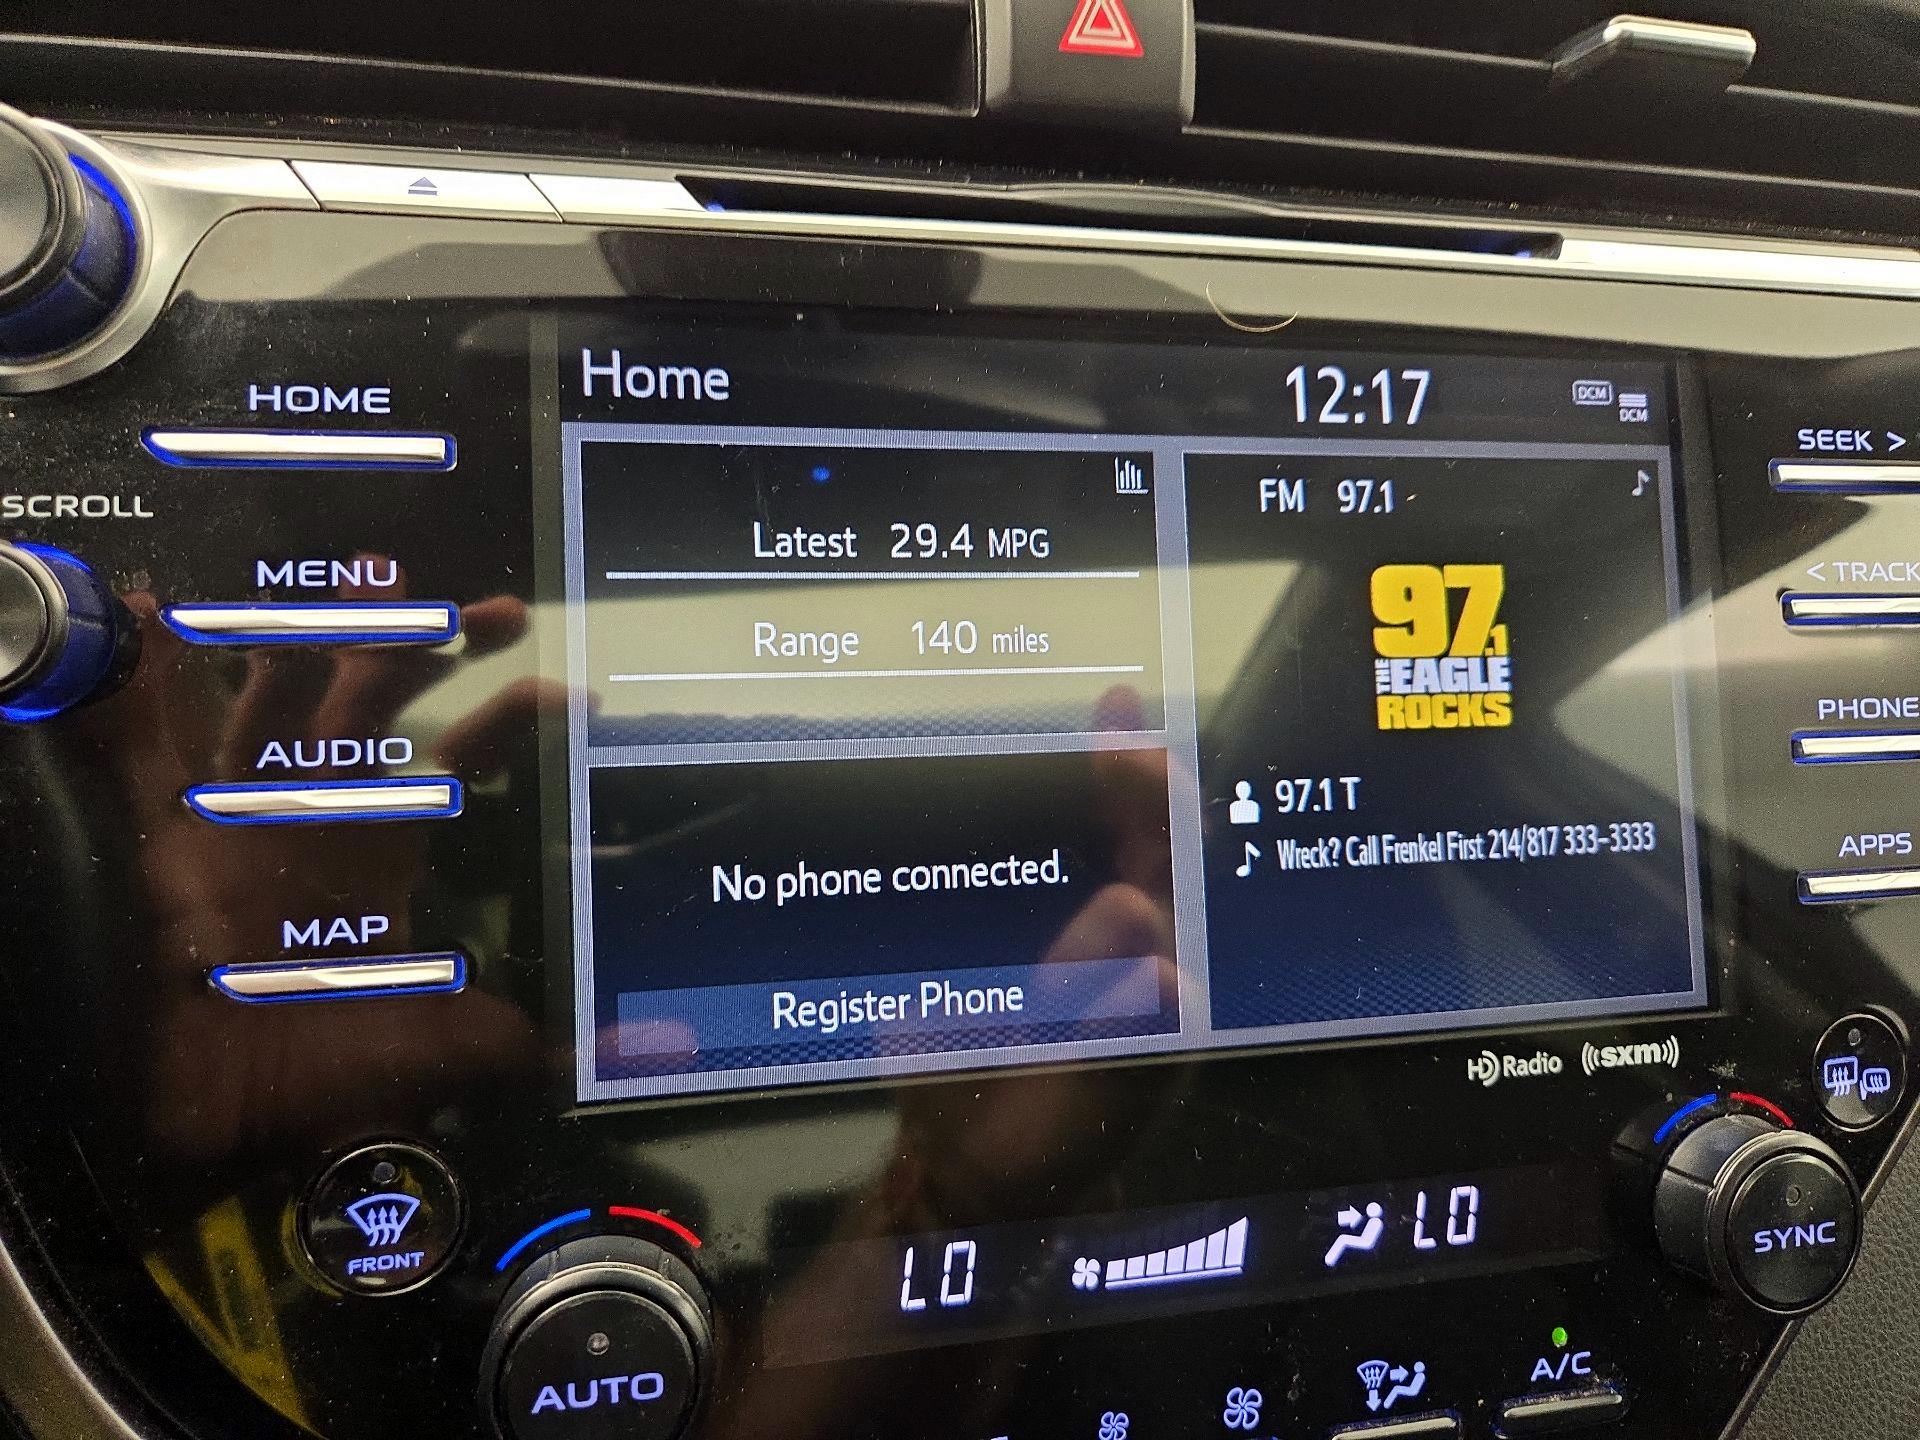 HOME
SCROLL
MENU
AUDIO
MAP
Home
12:17
DCM
DCM
Latest 29.4 MPG
Range 140 miles
No phone connected.
Register Phone
FM 97.1
97.1
THE EAGLE
ROCKS
97.1 T
Wreck? Call Frenkel First 214/817 333-3333
HD Radio
((sxm))
SEEK >
< TRACK
PHONE
APPS
FRONT
AUTO
LO
LO
SYNC
A/C